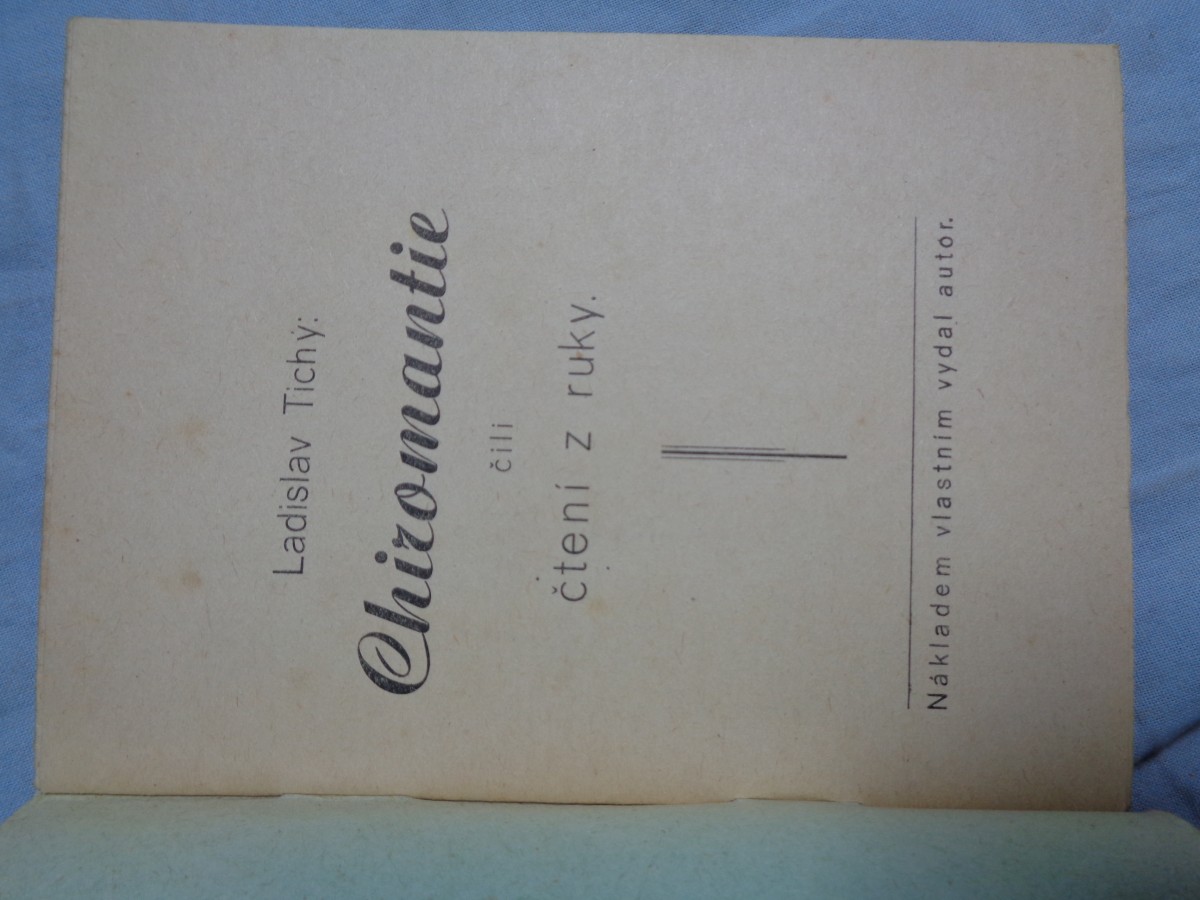 Ladislav Tichý:
Chiromantie
čili
čtení z ruky.
Nákladem vlastním vydal autor.